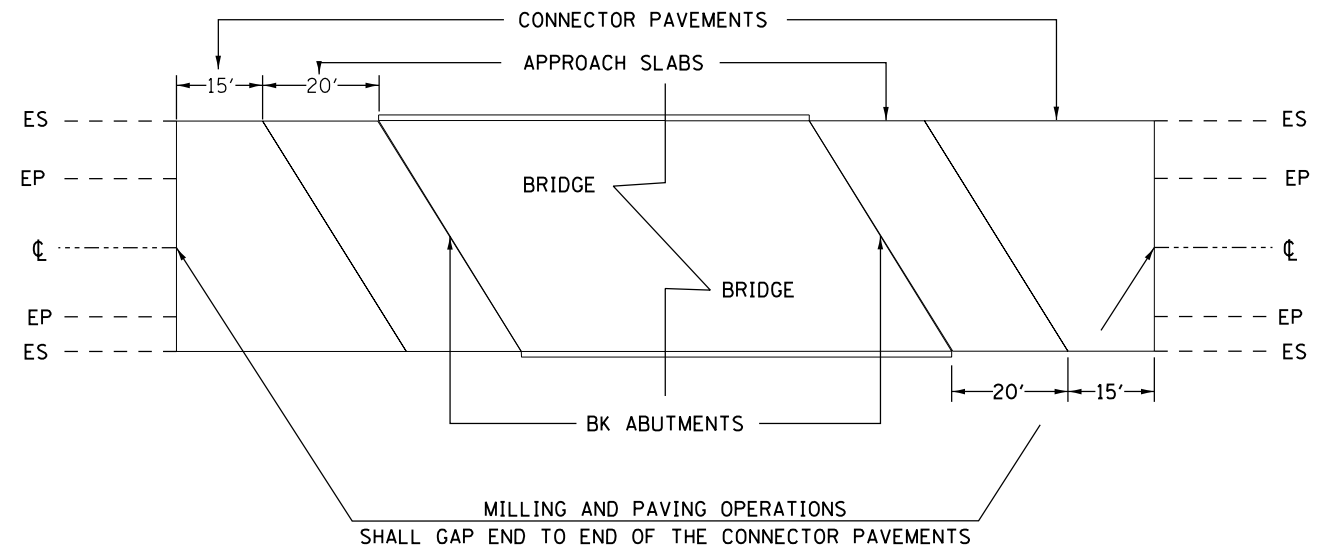 CONNECTOR PAVEMENTS
APPROACH SLABS
15' 20'
ES ES
EP EP
BRIDGE
℄ ℄
BRIDGE
EP EP
ES ES
20' 15'
BK ABUTMENTS
MILLING AND PAVING OPERATIONS
SHALL GAP END TO END OF THE CONNECTOR PAVEMENTS